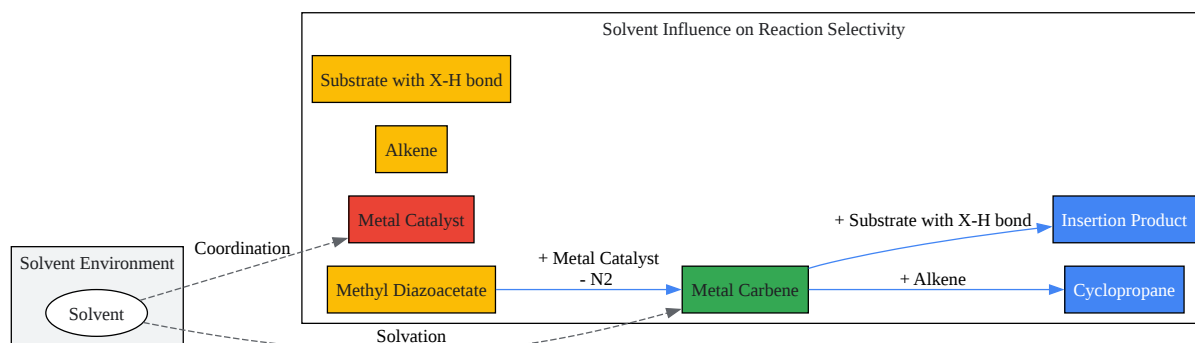 Solvent Influence on Reaction Selectivity
Substrate with X-H bond
Alkene
Metal Catalyst
+ Substrate with X-H bond
Insertion Product
Coordination
Solvent Environment
Solvent
Methyl Diazoacetate
+ Metal Catalyst
- N2
Metal Carbene
+ Alkene
Cyclopropane
Solvation